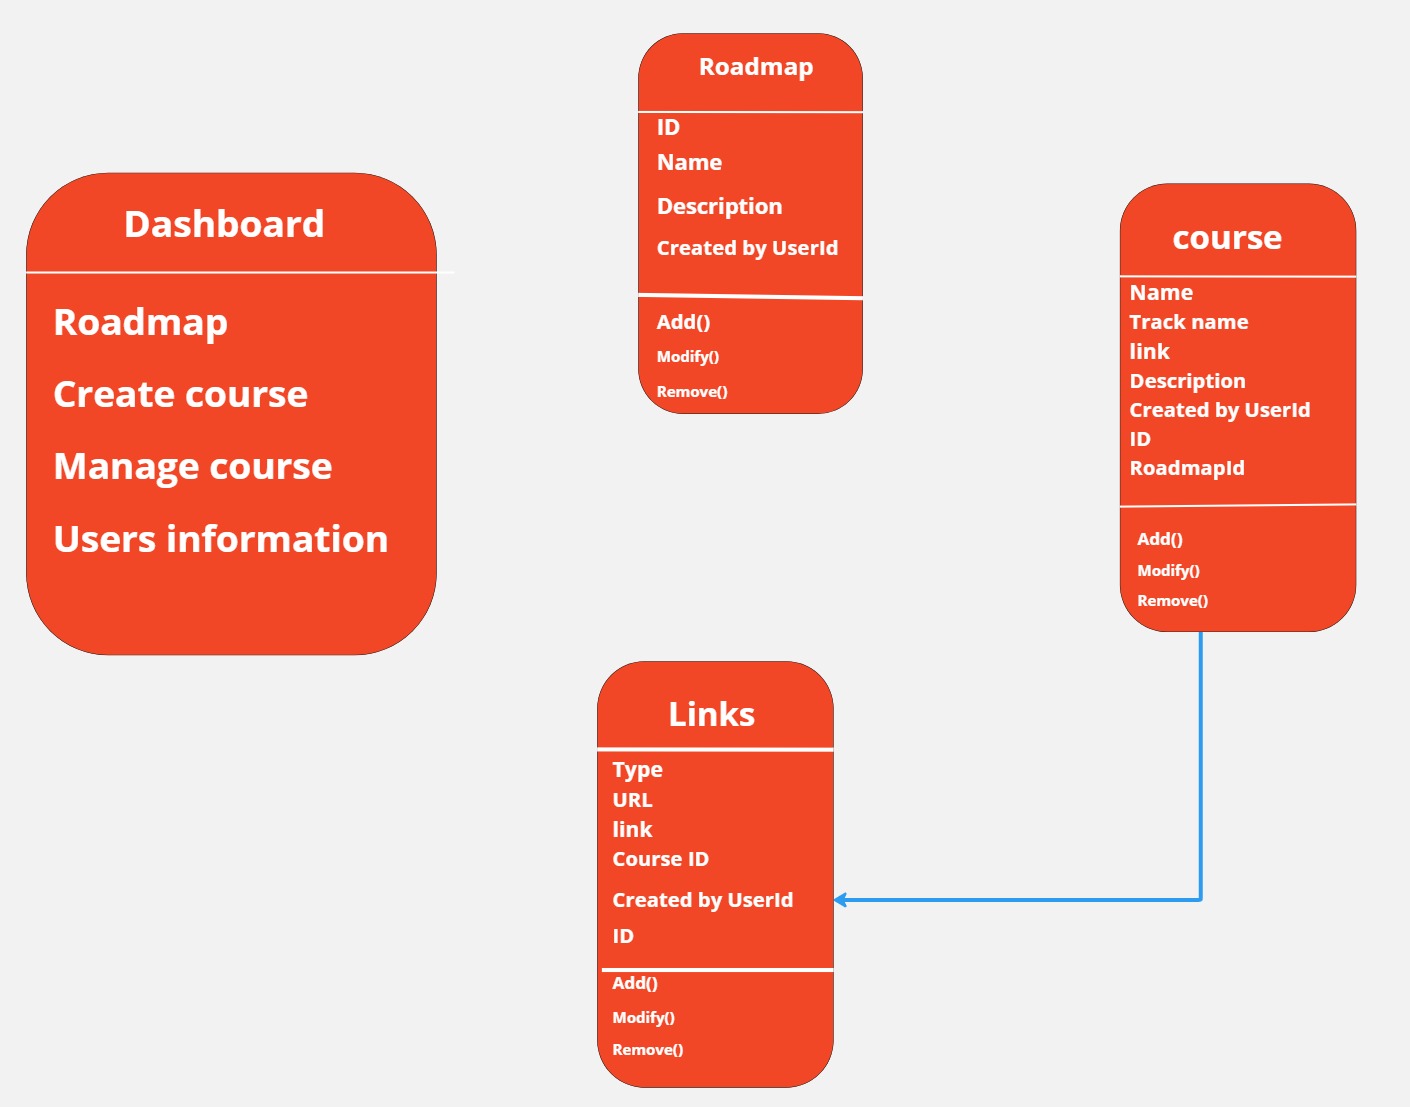 Dashboard
Roadmap
Create course
Manage course
Users information
Roadmap
ID
Name
Description
Created by UserId
Add()
Modify()
Remove()
course
Name
Track name
link
Description
Created by UserId
ID
RoadmapId
Add()
Modify()
Remove()
Links
Type
URL
link
Course ID
Created by UserId
ID
Add()
Modify()
Remove()